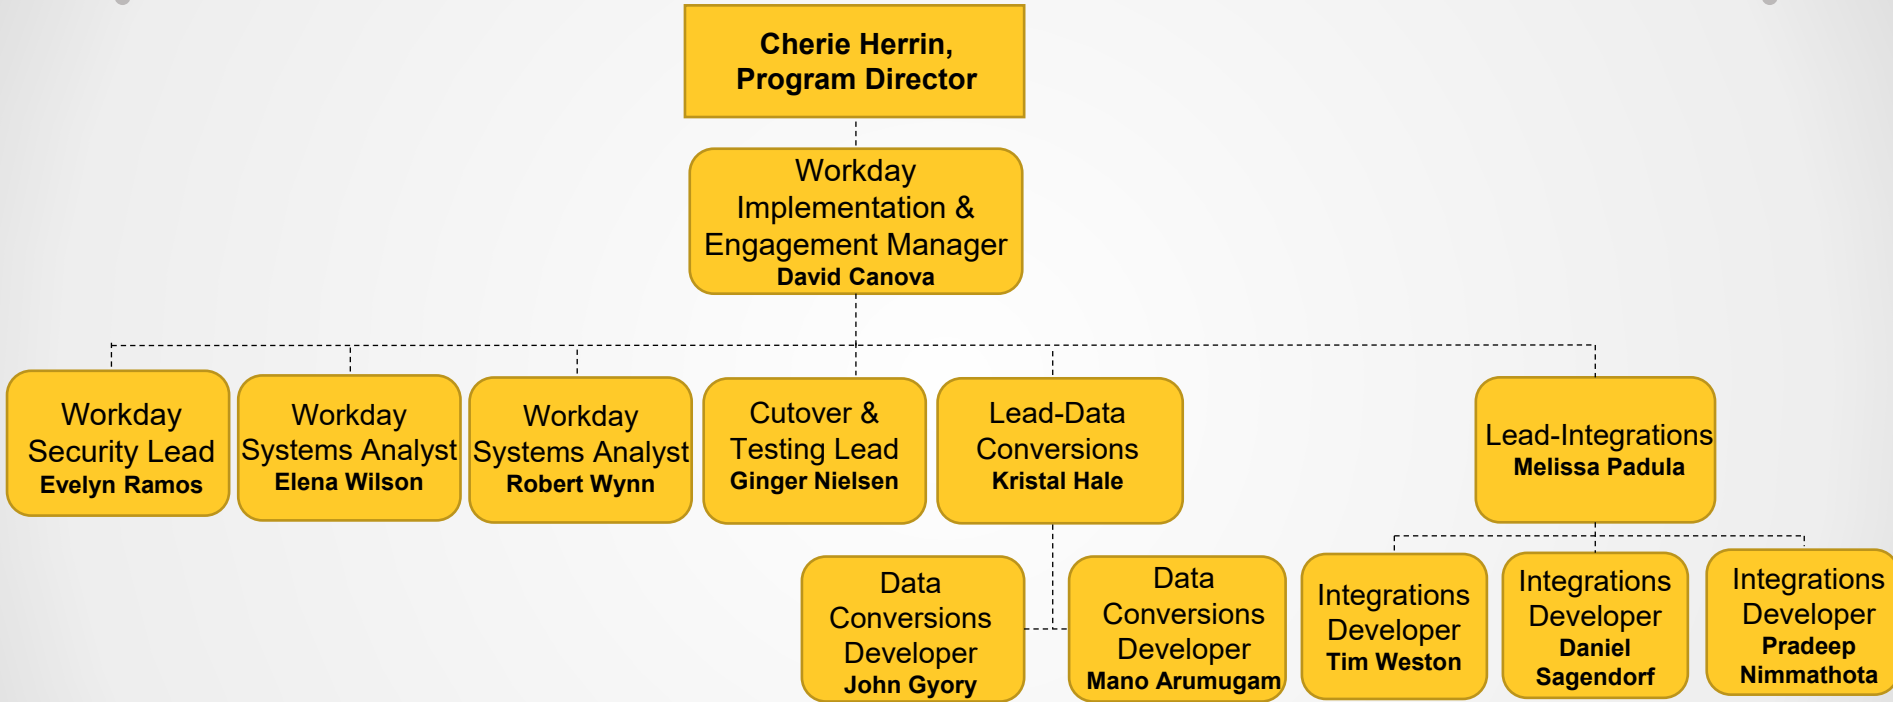 Cherie Herrin,
Program Director
Workday
Implementation &
Engagement Manager
David Canova
Workday
Security Lead
Evelyn Ramos
Workday
Systems Analyst
Elena Wilson
Workday
Systems Analyst
Robert Wynn
Cutover &
Testing Lead
Ginger Nielsen
Lead-Data
Conversions
Kristal Hale
Lead-Integrations
Melissa Padula
Data
Conversions
Developer
John Gyory
Data
Conversions
Developer
Mano Arumugam
Integrations
Developer
Tim Weston
Integrations
Developer
Daniel
Sagendorf
Integrations
Developer
Pradeep
Nimmathota